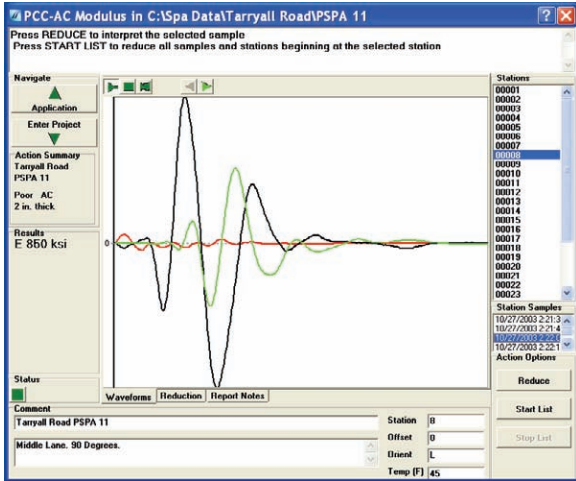 PCC-AC Modulus in C:\Spa Data\Tarryall Road\PSPA 11
Press REDUCE to interpret the selected sample
Press START LIST to reduce all samples and stations beginning at the selected station
Navigate
Application
Enter Project
Action Summary
Tarryall Road
PSPA 11
Poor AC
2 in. thick
Results
E 850 ksi
Status
0
Waveforms
Reduction
Report Notes
Stations
00001
00002
00003
00004
00005
00006
00007
00008
00009
00010
00011
00012
00013
00014
00015
00016
00017
00018
00019
00020
00021
00022
00023
Station Samples
10/27/2003 2:21:3
10/27/2003 2:21:4
10/27/2003 2:22:0
10/27/2003 2:22:1
Action Options
Reduce
Start List
Stop List
Comment
Tarryall Road PSPA 11
Middle Lane. 90 Degrees.
Station 8
Offset 0
Orient L
Temp (F) 45